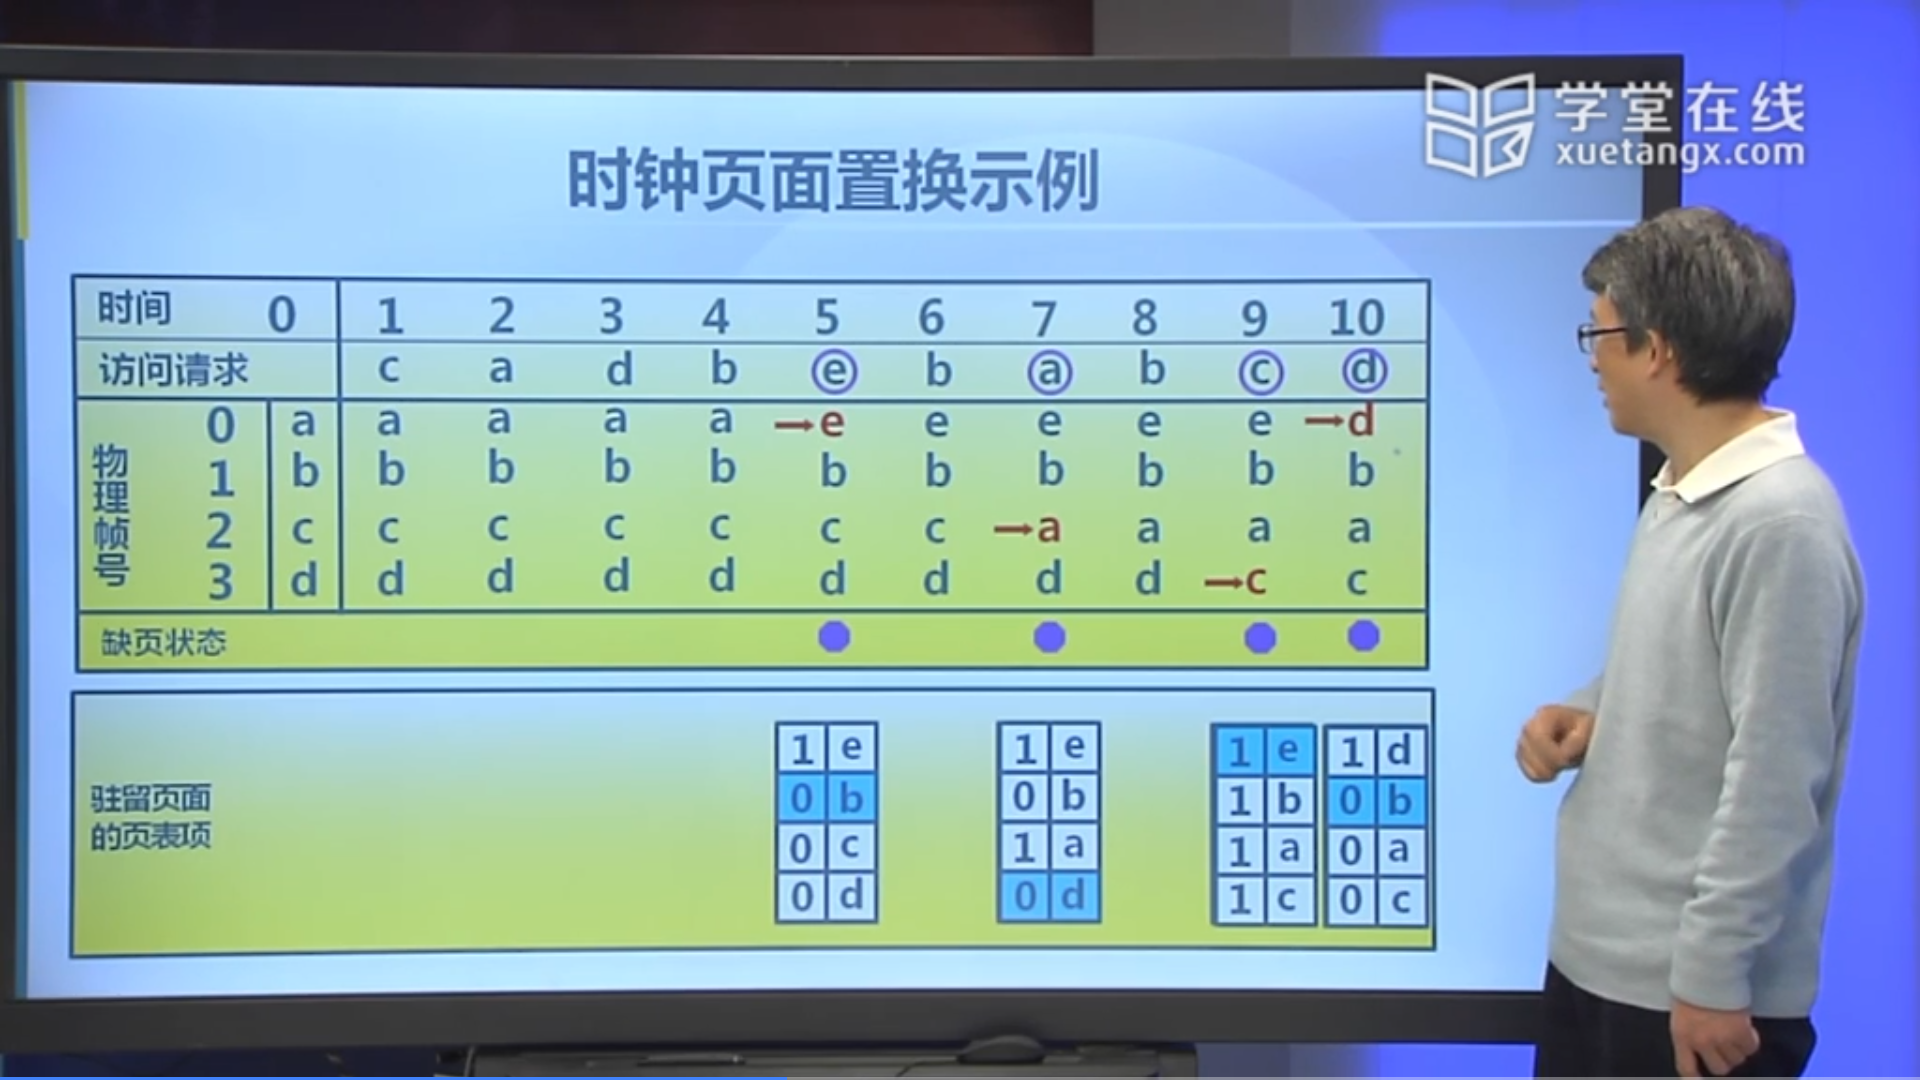 学堂在线
xuetangx.com
时钟页面置换示例
时间 0 1 2 3 4 5 6 7 8 9 10
访问请求 c a d b e b a b c d
物理帧号
0 a a a a a →e e e e e →d
1 b b b b b b b b b b b
2 c c c c c c c →a a a a
3 d d d d d d d d d →c c
缺页状态
驻留页面
的页表项
1 e 1 e 1 e 1 d
0 b 0 b 1 b 0 b
0 c 1 a 1 a 0 a
0 d 0 d 1 c 0 c